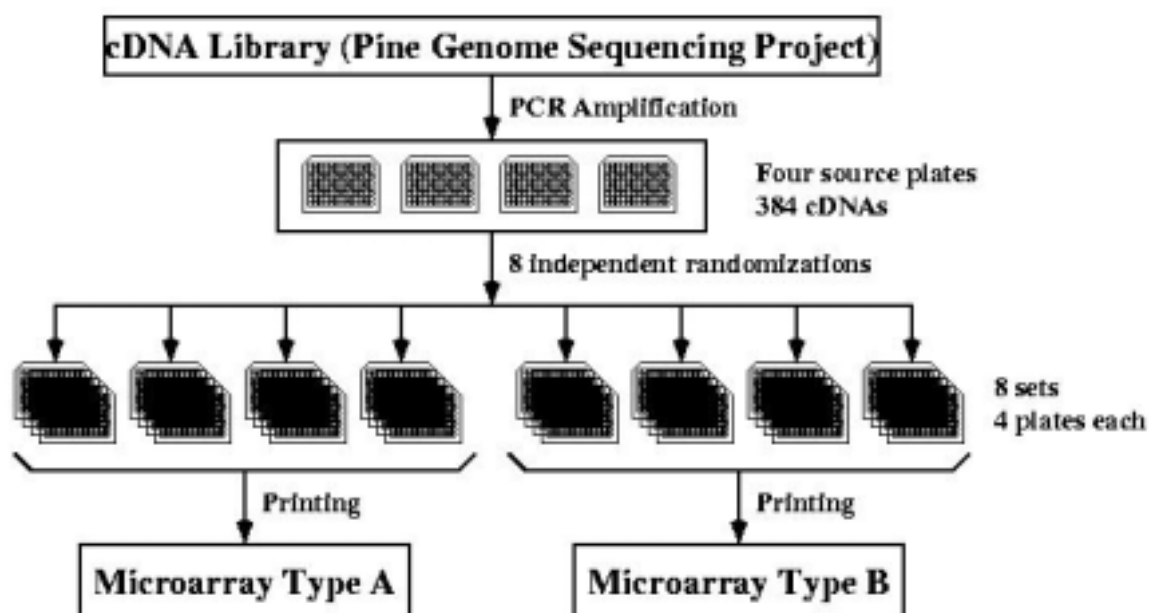 cDNA Library (Pine Genome Sequencing Project)
PCR Amplification
Four source plates
384 cDNAs
8 independent randomizations
8 sets
4 plates each
Printing
Printing
Microarray Type A
Microarray Type B